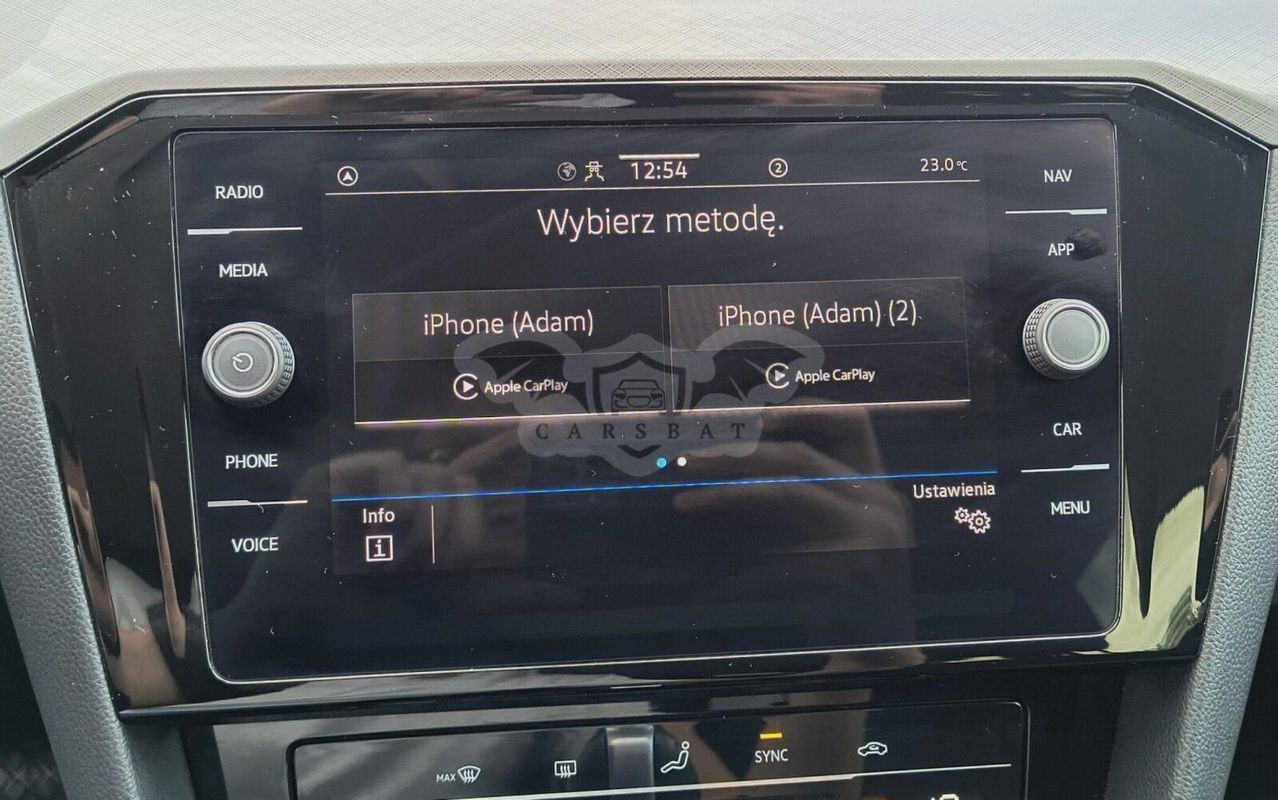 RADIO
MEDIA
PHONE
VOICE
12:54
2
23.0°C
Wybierz metodę.
iPhone (Adam)
Apple CarPlay
iPhone (Adam) (2)
Apple CarPlay
CARSBAT
Info
i
Ustawienia
NAV
APP
CAR
MENU
MAX
SYNC